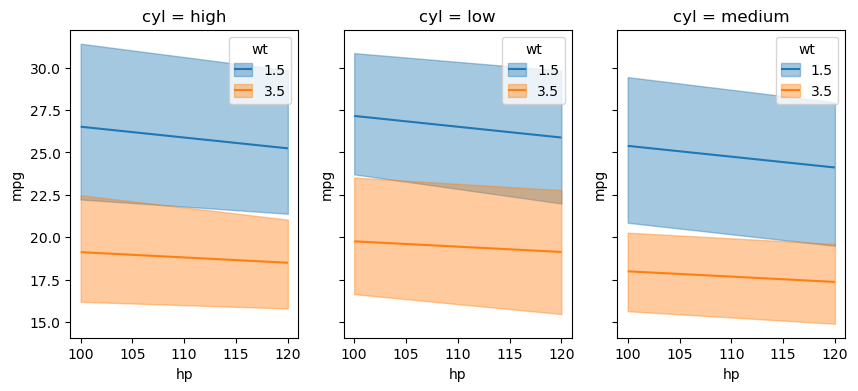 cyl = high
cyl = low
cyl = medium
wt
1.5
3.5
wt
1.5
3.5
wt
1.5
3.5
mpg
30.0
27.5
25.0
22.5
20.0
17.5
15.0
mpg
mpg
100 105 110 115 120
100 105 110 115 120
100 105 110 115 120
hp
hp
hp